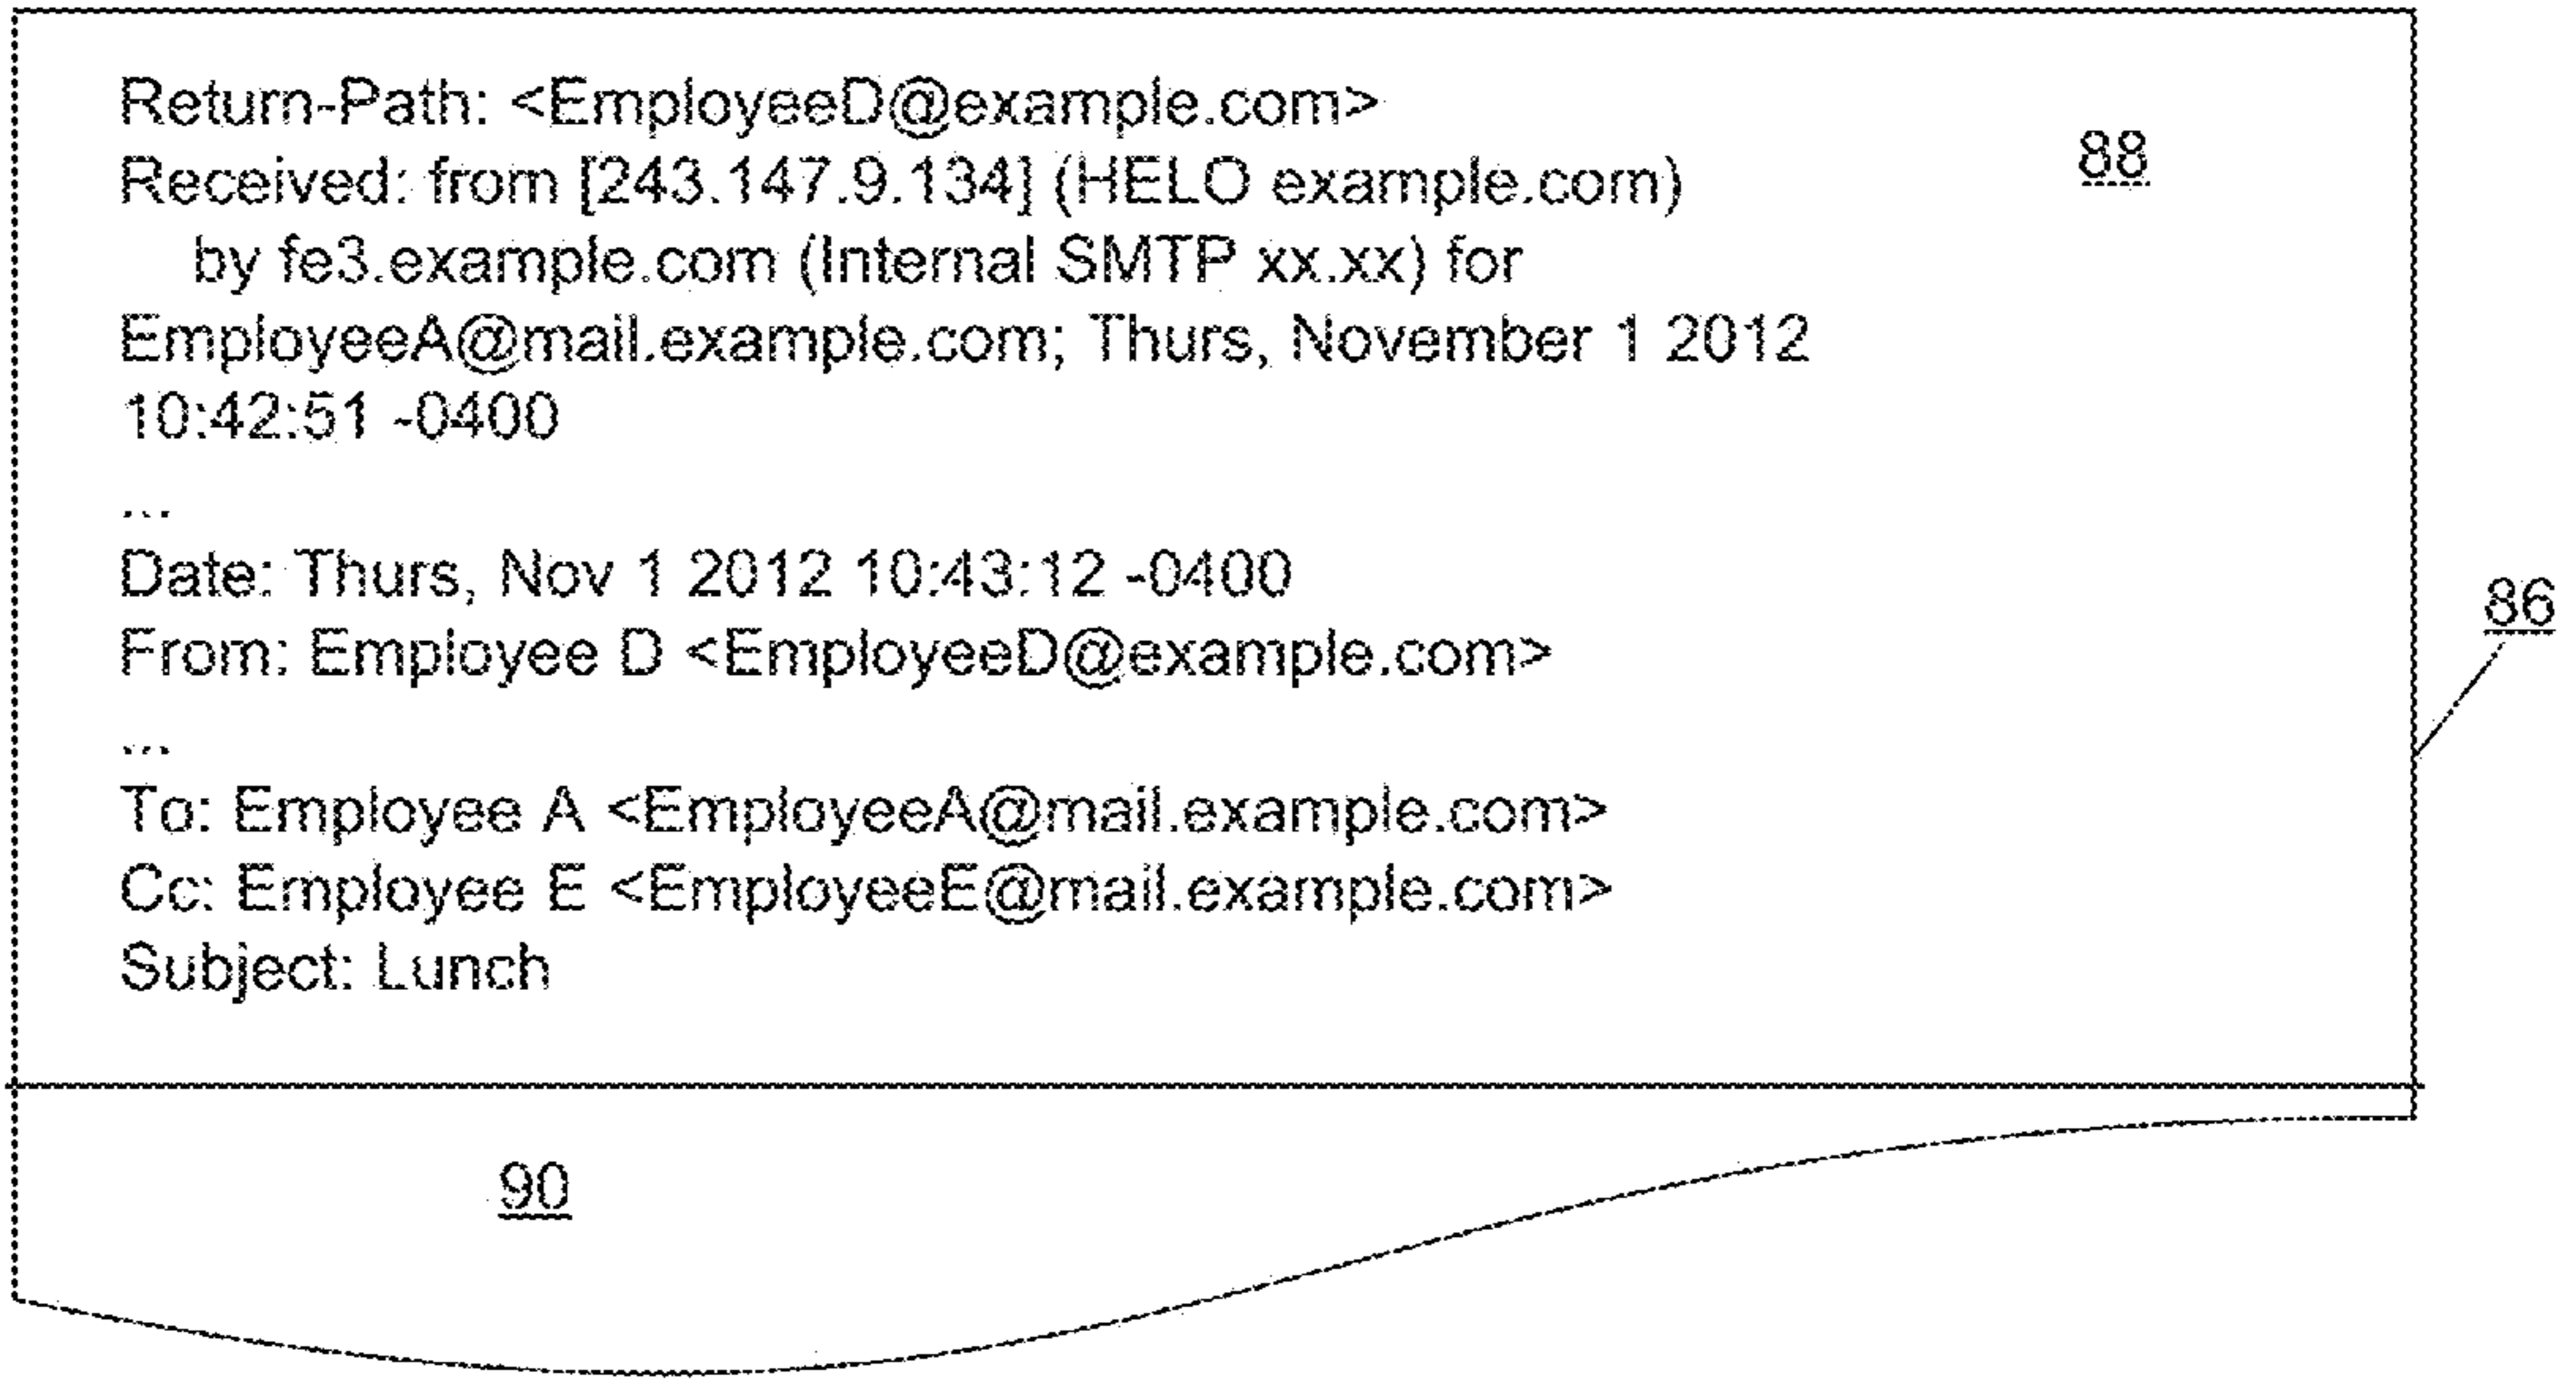 Return-Path: <EmployeeD@example.com>
88
Received: from [243.147.9.134] (HELO example.com)
by fe3.example.com (Internal SMTP xx.xx) for
EmployeeA@mail.example.com; Thurs, November 1 2012
10:42:51 -0400
...
Date: Thurs, Nov 1 2012 10:43:12 -0400
86
From: Employee D <EmployeeD@example.com>
...
To: Employee A <EmployeeA@mail.example.com>
Cc: Employee E <EmployeeE@mail.example.com>
Subject: Lunch
90